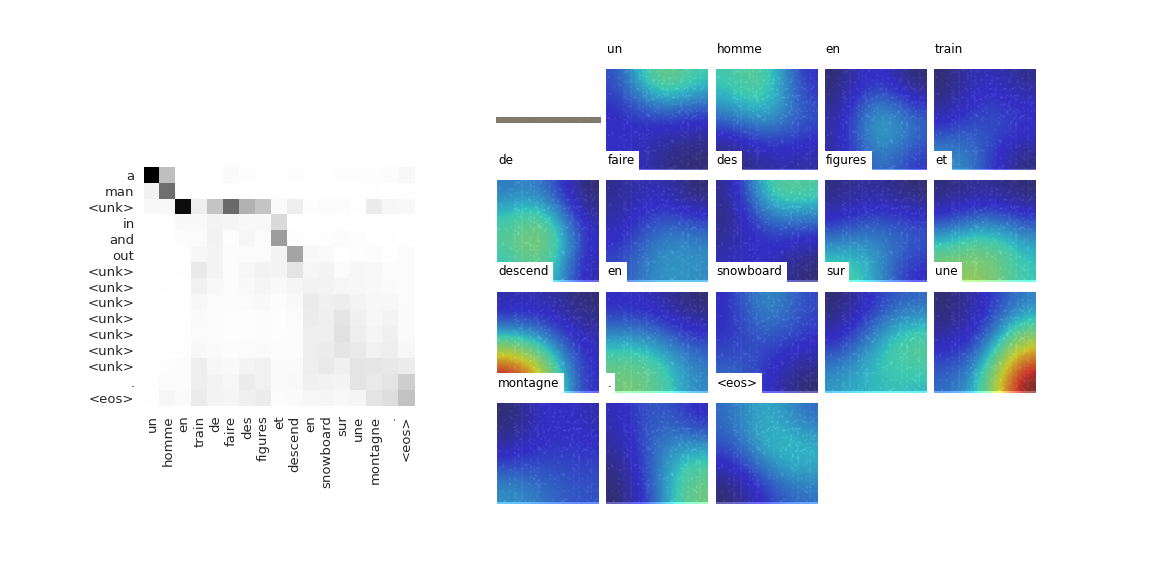 a
man
<unk>
in
and
out
<unk>
<unk>
<unk>
<unk>
<unk>
<unk>
<unk>
.
<eos>
un
homme
en
train
de
faire
des
figures
et
descend
en
snowboard
sur
une
montagne
.
<eos>
un homme en train
de faire des figures et
descend en snowboard sur une
montagne . <eos>